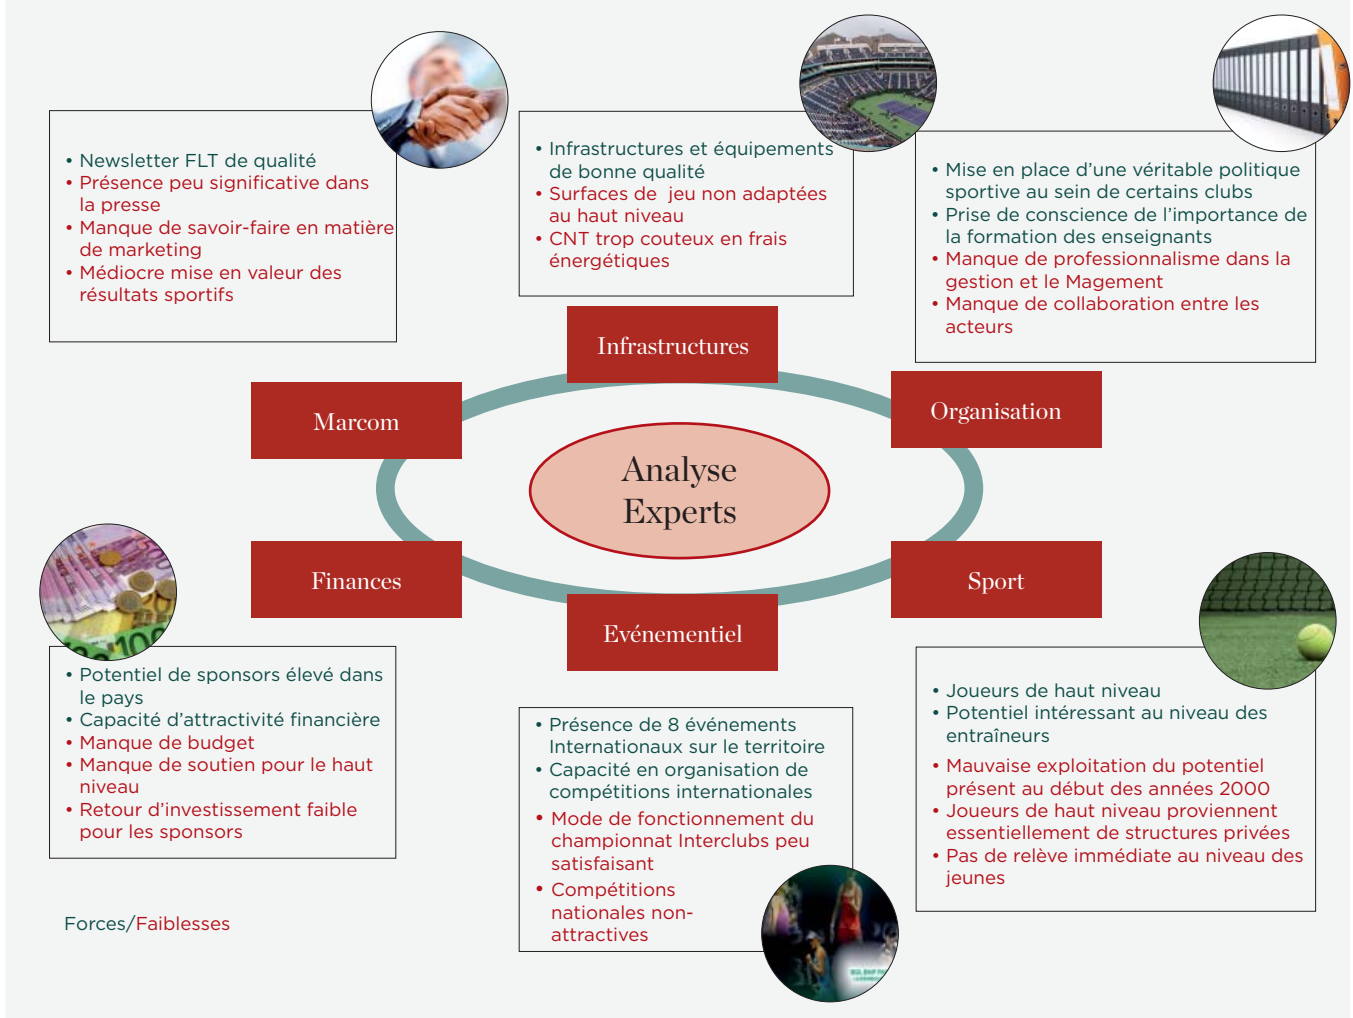 • Newsletter FLT de qualité
• Présence peu significative dans
la presse
• Manque de savoir-faire en matière
de marketing
• Médiocre mise en valeur des
résultats sportifs
• Infrastructures et équipements
de bonne qualité
• Surfaces de jeu non adaptées
au haut niveau
• CNT trop couteux en frais
énergétiques
• Mise en place d’une véritable politique
sportive au sein de certains clubs
• Prise de conscience de l’importance de
la formation des enseignants
• Manque de professionnalisme dans la
gestion et le Magement
• Manque de collaboration entre les
acteurs
Infrastructures
Marcom
Organisation
Analyse
Experts
Finances
Sport
Evénementiel
• Potentiel de sponsors élevé dans
le pays
• Capacité d’attractivité financière
• Manque de budget
• Manque de soutien pour le haut
niveau
• Retour d’investissement faible
pour les sponsors
• Présence de 8 événements
Internationaux sur le territoire
• Capacité en organisation de
compétitions internationales
• Mode de fonctionnement du
championnat Interclubs peu
satisfaisant
• Compétitions
nationales non-
attractives
• Joueurs de haut niveau
• Potentiel intéressant au niveau des
entraîneurs
• Mauvaise exploitation du potentiel
présent au début des années 2000
• Joueurs de haut niveau proviennent
essentiellement de structures privées
• Pas de relève immédiate au niveau des
jeunes
Forces/Faiblesses